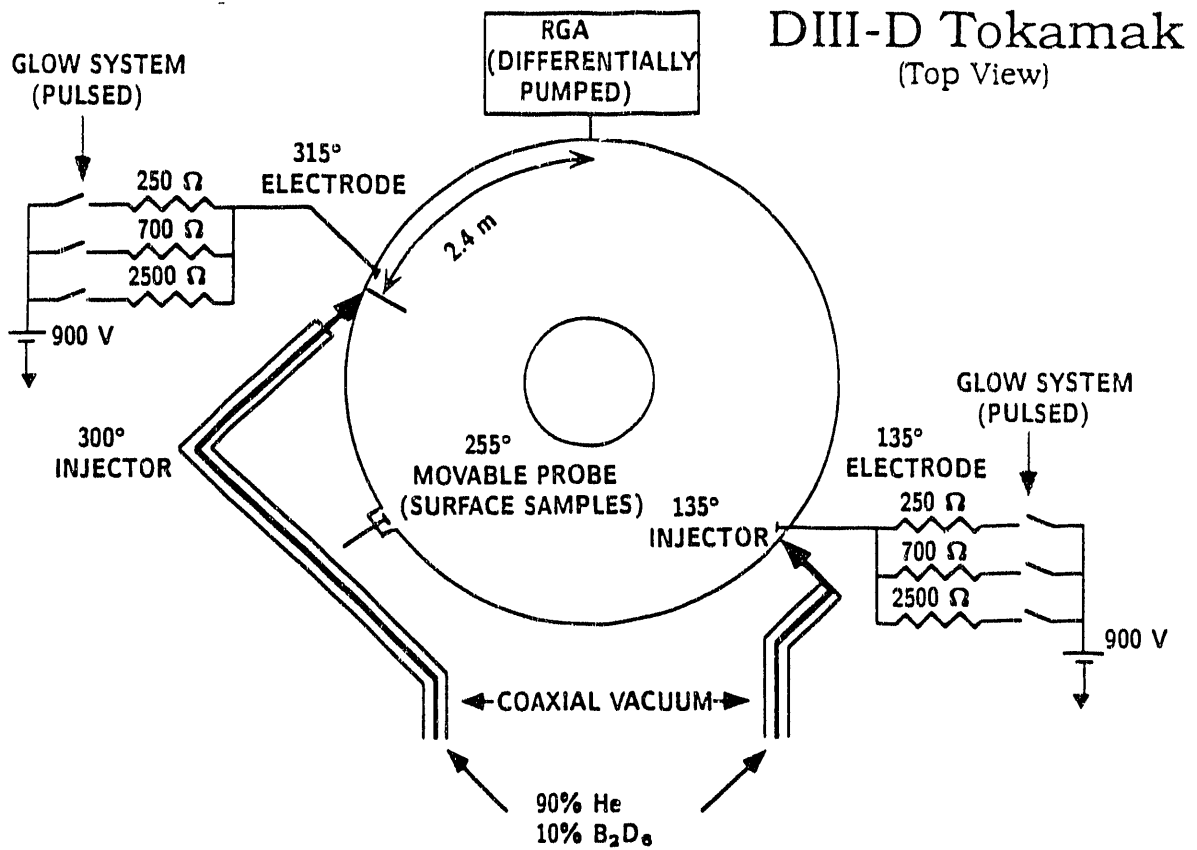 DIII-D Tokamak
(Top View)
RGA
(DIFFERENTIALLY
PUMPED)
GLOW SYSTEM
(PULSED)
315°
ELECTRODE
250 Ω
700 Ω
2500 Ω
900 V
2.4 m
300°
INJECTOR
255°
MOVABLE PROBE
(SURFACE SAMPLES)
135°
INJECTOR
GLOW SYSTEM
(PULSED)
135°
ELECTRODE
250 Ω
700 Ω
2500 Ω
900 V
COAXIAL VACUUM
90% He
10% B₂D₆